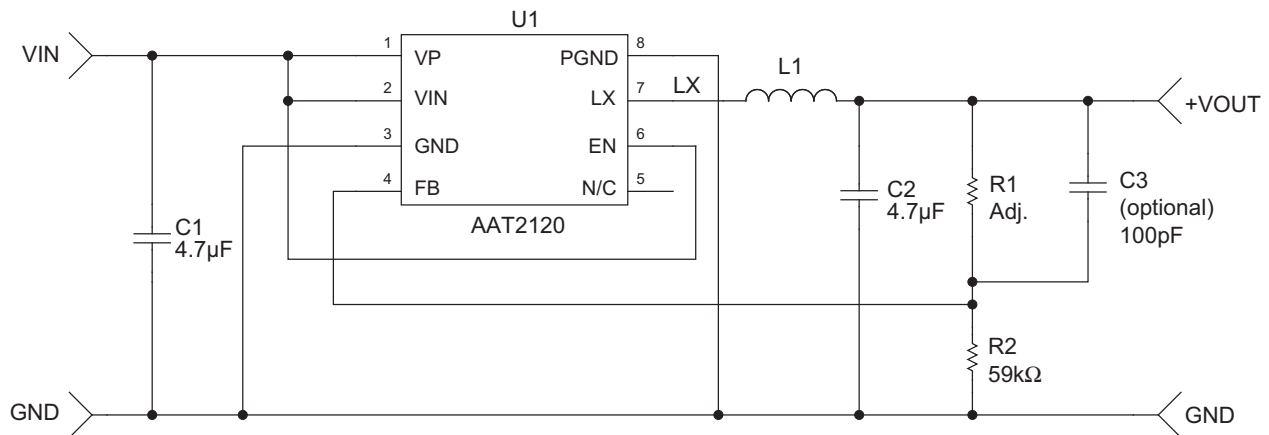 U1
VIN
1
VP
PGND
8
2
VIN
LX
7
LX
L1
+VOUT
3
GND
EN
6
4
FB
N/C
5
AAT2120
C1
4.7µF
C2
4.7µF
R1
Adj.
C3
(optional)
100pF
R2
59kΩ
GND
GND